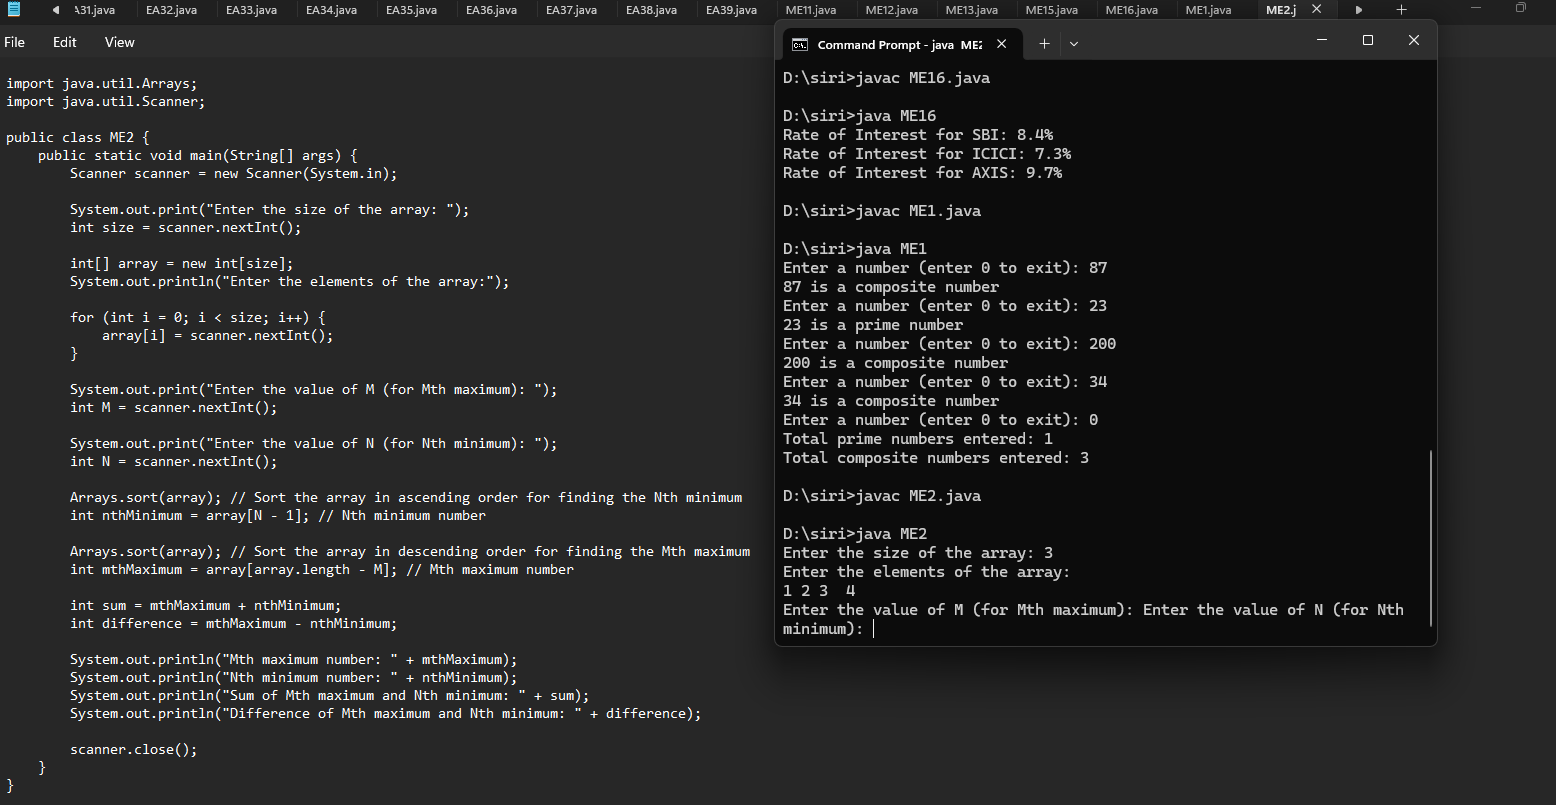 A31.java EA32.java EA33.java EA34.java EA35.java EA36.java EA37.java EA38.java EA39.java ME11.java ME12.java ME13.java ME15.java ME16.java ME1.java ME2.j
File Edit View
import java.util.Arrays;
import java.util.Scanner;
public class ME2 {
public static void main(String[] args) {
Scanner scanner = new Scanner(System.in);
System.out.print("Enter the size of the array: ");
int size = scanner.nextInt();
int[] array = new int[size];
System.out.println("Enter the elements of the array:");
for (int i = 0; i < size; i++) {
array[i] = scanner.nextInt();
}
System.out.print("Enter the value of M (for Mth maximum): ");
int M = scanner.nextInt();
System.out.print("Enter the value of N (for Nth minimum): ");
int N = scanner.nextInt();
Arrays.sort(array); // Sort the array in ascending order for finding the Nth minimum
int nthMinimum = array[N - 1]; // Nth minimum number
Arrays.sort(array); // Sort the array in descending order for finding the Mth maximum
int mthMaximum = array[array.length - M]; // Mth maximum number
int sum = mthMaximum + nthMinimum;
int difference = mthMaximum - nthMinimum;
System.out.println("Mth maximum number: " + mthMaximum);
System.out.println("Nth minimum number: " + nthMinimum);
System.out.println("Sum of Mth maximum and Nth minimum: " + sum);
System.out.println("Difference of Mth maximum and Nth minimum: " + difference);
scanner.close();
}
}
Command Prompt - java ME2
D:\siri>javac ME16.java
D:\siri>java ME16
Rate of Interest for SBI: 8.4%
Rate of Interest for ICICI: 7.3%
Rate of Interest for AXIS: 9.7%
D:\siri>javac ME1.java
D:\siri>java ME1
Enter a number (enter 0 to exit): 87
87 is a composite number
Enter a number (enter 0 to exit): 23
23 is a prime number
Enter a number (enter 0 to exit): 200
200 is a composite number
Enter a number (enter 0 to exit): 34
34 is a composite number
Enter a number (enter 0 to exit): 0
Total prime numbers entered: 1
Total composite numbers entered: 3
D:\siri>javac ME2.java
D:\siri>java ME2
Enter the size of the array: 3
Enter the elements of the array:
1 2 3  4
Enter the value of M (for Mth maximum): Enter the value of N (for Nth
minimum):